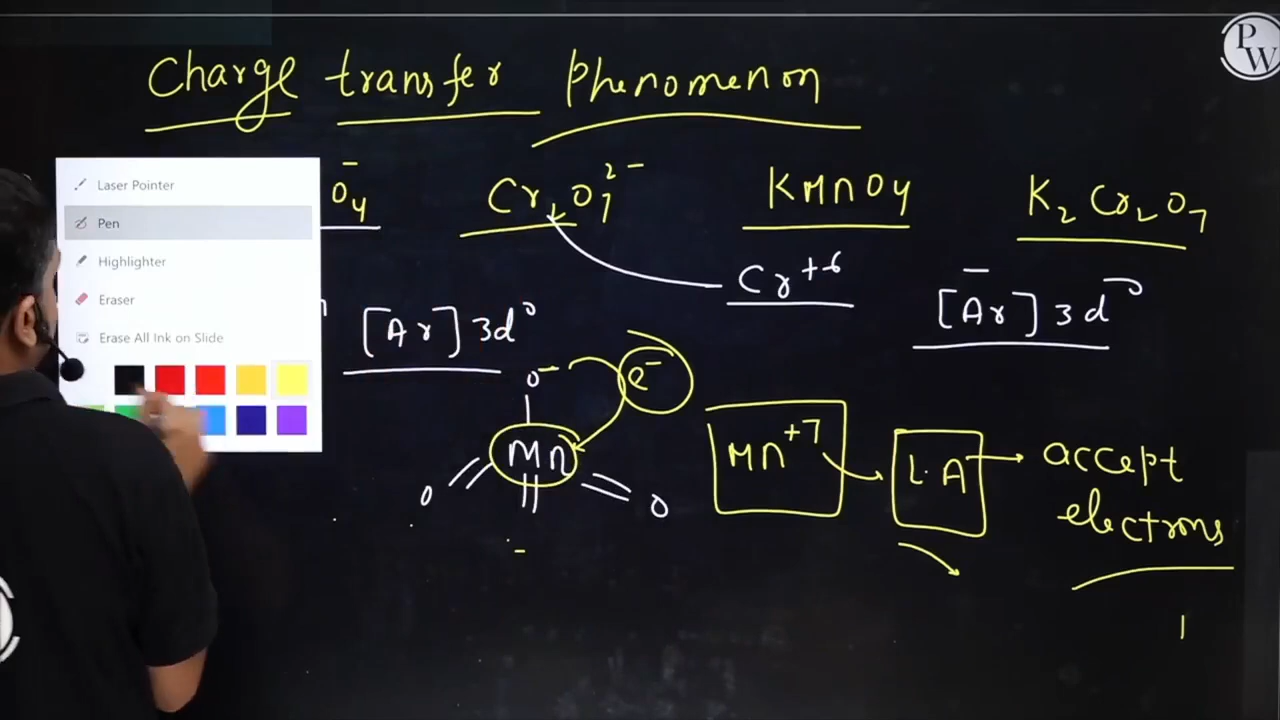 Charge transfer Phenomenon
O4⁻ Cr2O7²⁻ KMnO4 K2Cr2O7
Cr⁺⁶
[Ar] 3d⁰ [Ar] 3d⁰
O⁻ e⁻
Mn
O O
Mn⁺⁷ L.A → accept
electrons
Laser Pointer
Pen
Highlighter
Eraser
Erase All Ink on Slide
P
W